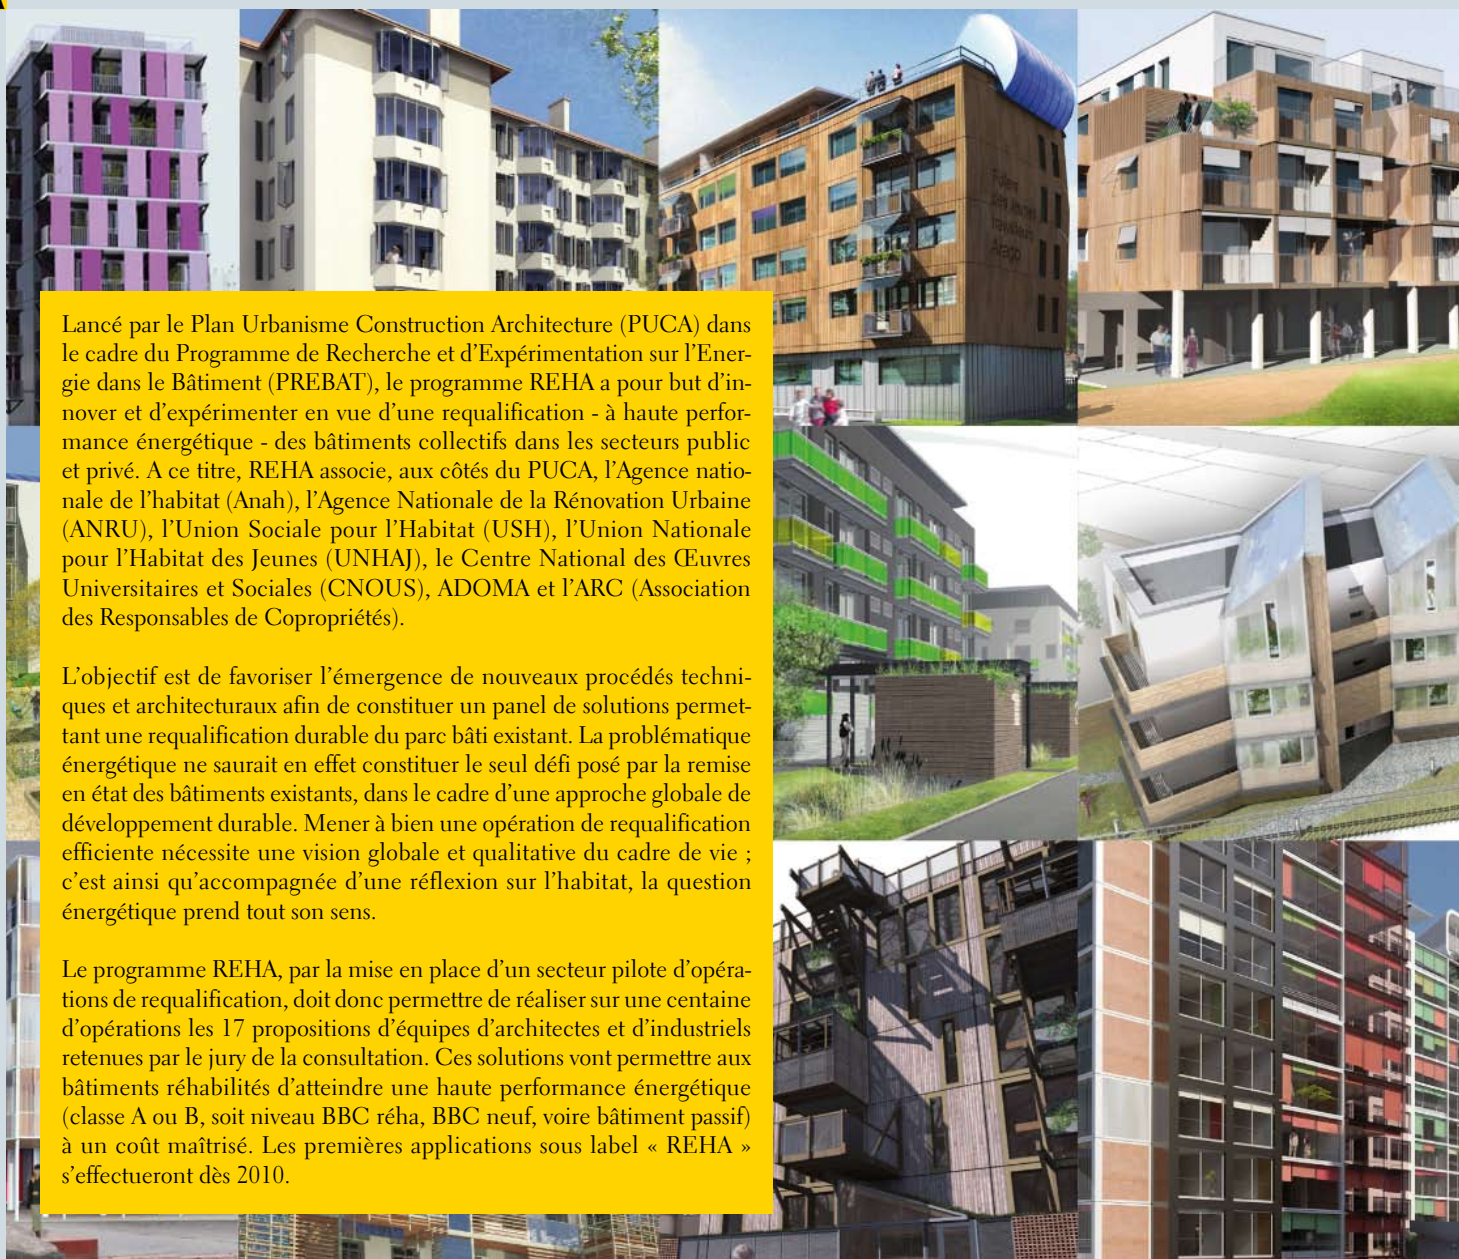 Foyer
des Jeunes
Travailleurs
Arago
Lancé par le Plan Urbanisme Construction Architecture (PUCA) dans
le cadre du Programme de Recherche et d’Expérimentation sur l’Ener-
gie dans le Bâtiment (PREBAT), le programme REHA a pour but d’in-
nover et d’expérimenter en vue d’une requalification - à haute perfor-
mance énergétique - des bâtiments collectifs dans les secteurs public
et privé. A ce titre, REHA associe, aux côtés du PUCA, l’Agence natio-
nale de l’habitat (Anah), l’Agence Nationale de la Rénovation Urbaine
(ANRU), l’Union Sociale pour l’Habitat (USH), l’Union Nationale
pour l’Habitat des Jeunes (UNHAJ), le Centre National des Œuvres
Universitaires et Sociales (CNOUS), ADOMA et l’ARC (Association
des Responsables de Copropriétés).
L’objectif est de favoriser l’émergence de nouveaux procédés techni-
ques et architecturaux afin de constituer un panel de solutions permet-
tant une requalification durable du parc bâti existant. La problématique
énergétique ne saurait en effet constituer le seul défi posé par la remise
en état des bâtiments existants, dans le cadre d’une approche globale de
développement durable. Mener à bien une opération de requalification
efficiente nécessite une vision globale et qualitative du cadre de vie ;
c’est ainsi qu’accompagnée d’une réflexion sur l’habitat, la question
énergétique prend tout son sens.
Le programme REHA, par la mise en place d’un secteur pilote d’opéra-
tions de requalification, doit donc permettre de réaliser sur une centaine
d’opérations les 17 propositions d’équipes d’architectes et d’industriels
retenues par le jury de la consultation. Ces solutions vont permettre aux
bâtiments réhabilités d’atteindre une haute performance énergétique
(classe A ou B, soit niveau BBC réha, BBC neuf, voire bâtiment passif)
à un coût maîtrisé. Les premières applications sous label « REHA »
s’effectueront dès 2010.